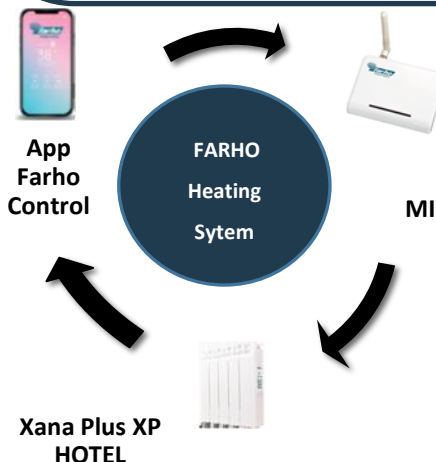 App
Farho
Control
FARHO
Heating
Sytem
MI
Xana Plus XP
HOTEL